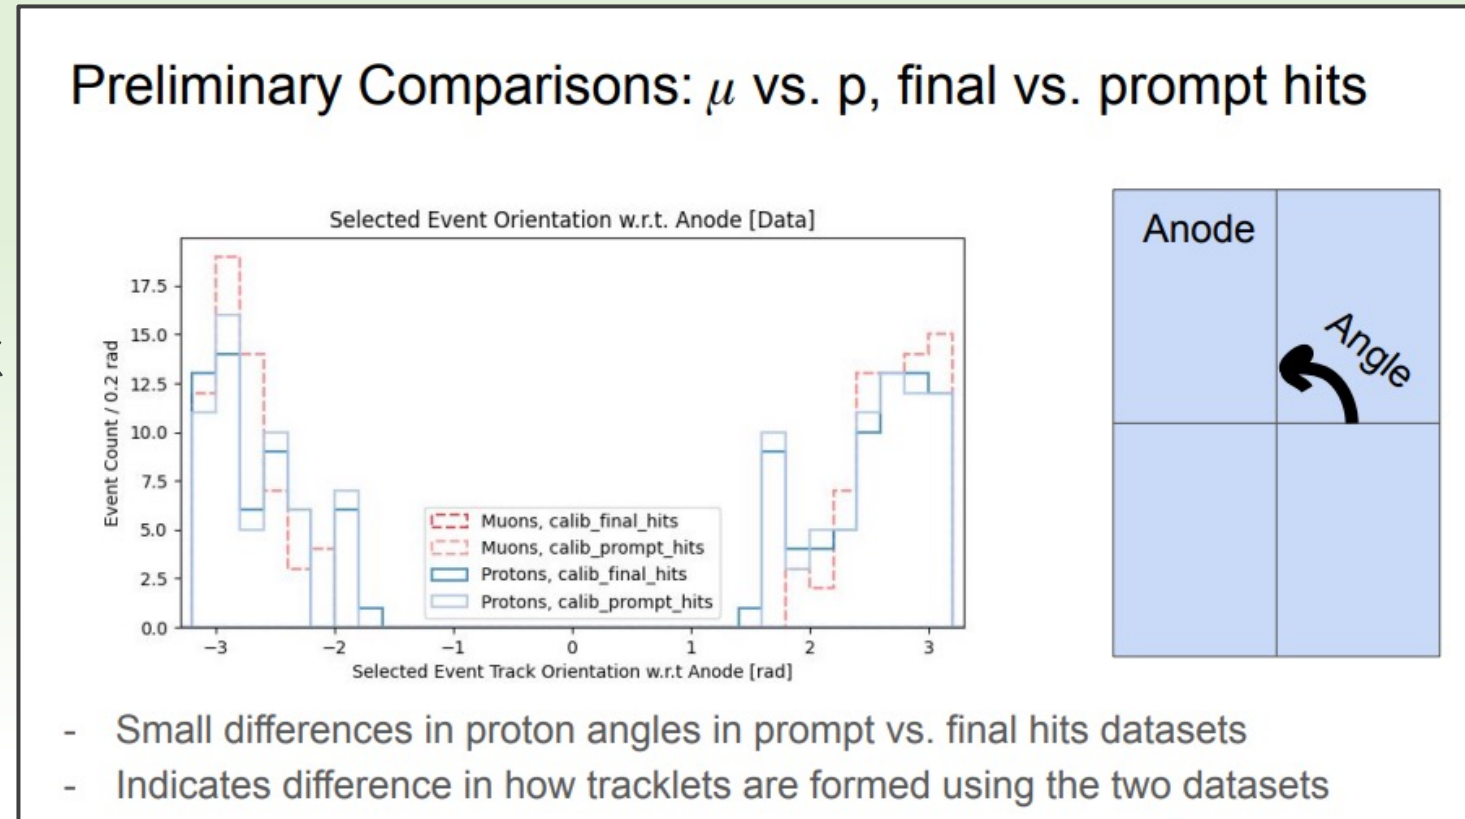 Preliminary Comparisons: μ vs. p, final vs. prompt hits
Selected Event Orientation w.r.t. Anode [Data]
Event Count / 0.2 rad
17.5
15.0
12.5
10.0
7.5
5.0
2.5
0.0
Muons, calib_final_hits
Muons, calib_prompt_hits
Protons, calib_final_hits
Protons, calib_prompt_hits
−3 −2 −1 0 1 2 3
Selected Event Track Orientation w.r.t Anode [rad]
Anode
Angle
- Small differences in proton angles in prompt vs. final hits datasets
- Indicates difference in how tracklets are formed using the two datasets